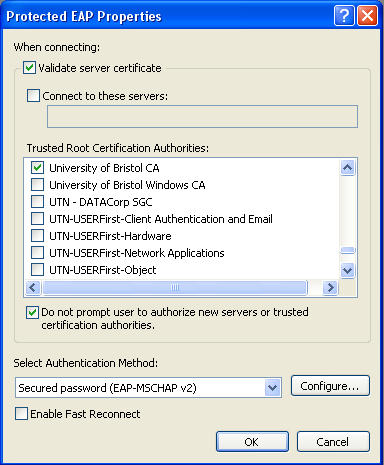 Protected EAP Properties
When connecting:
Validate server certificate
Connect to these servers:
Trusted Root Certification Authorities:
University of Bristol CA
University of Bristol Windows CA
UTN - DATACorp SGC
UTN-USERFirst-Client Authentication and Email
UTN-USERFirst-Hardware
UTN-USERFirst-Network Applications
UTN-USERFirst-Object
Do not prompt user to authorize new servers or trusted
certification authorities.
Select Authentication Method:
Secured password (EAP-MSCHAP v2)
Configure...
Enable Fast Reconnect
OK
Cancel